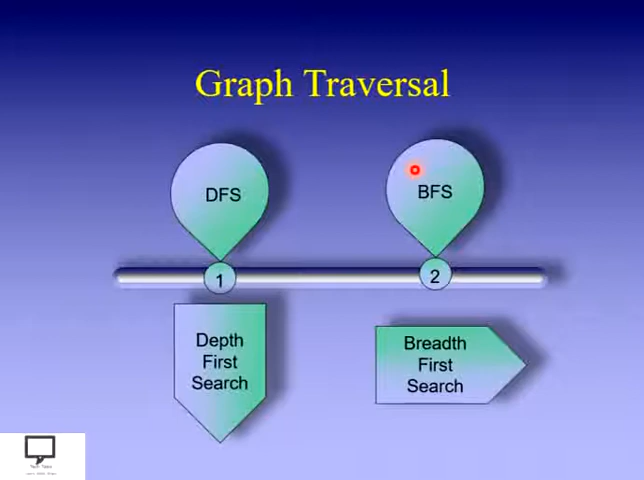 Graph Traversal
DFS
BFS
1
2
Depth
First
Search
Breadth
First
Search